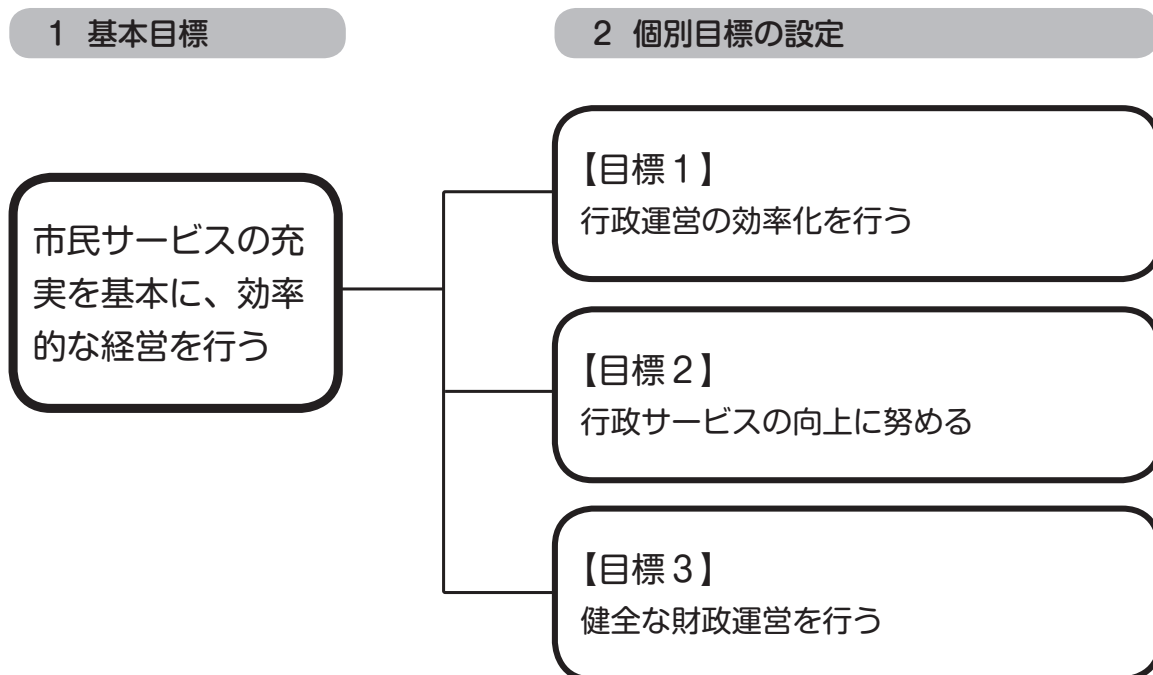 1 基本目標
2 個別目標の設定
市民サービスの充
実を基本に、効率
的な経営を行う
【目標1】
行政運営の効率化を行う
【目標2】
行政サービスの向上に努める
【目標3】
健全な財政運営を行う